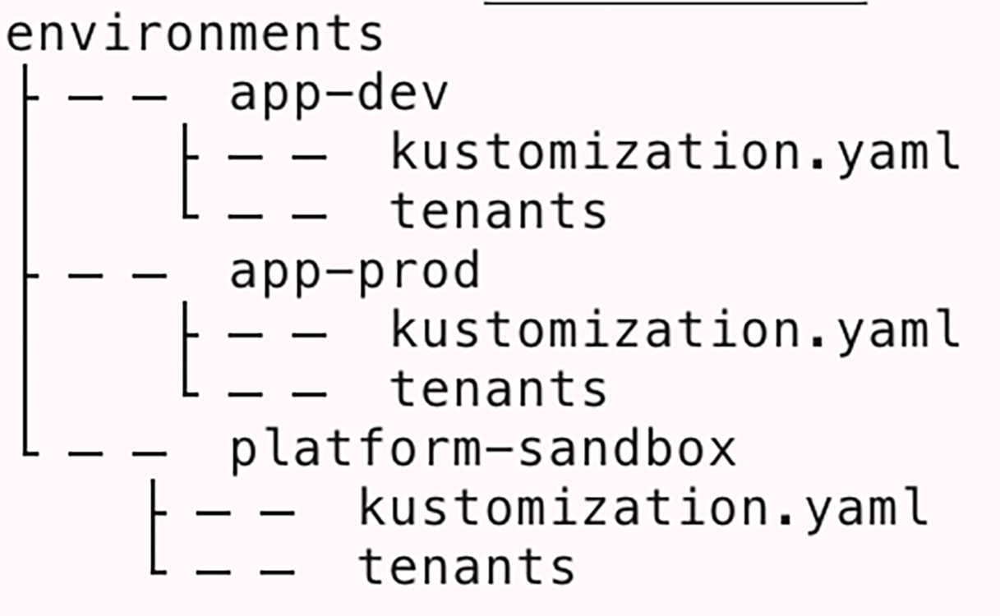 environments
├── app-dev
│   ├── kustomization.yaml
│   └── tenants
├── app-prod
│   ├── kustomization.yaml
│   └── tenants
└── platform-sandbox
    ├── kustomization.yaml
    └── tenants